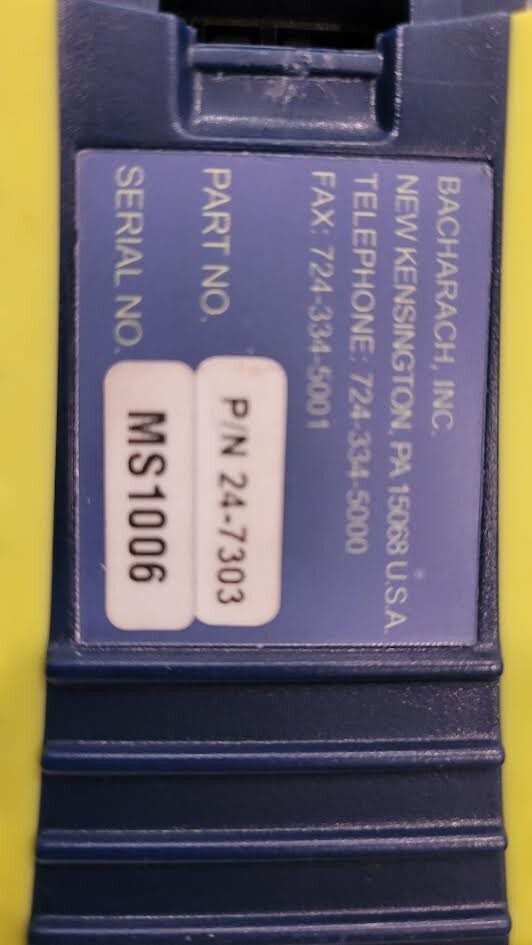 BACHARACH, INC.
NEW KENSINGTON, PA 15068 U.S.A.
TELEPHONE: 724-334-5000
FAX: 724-334-5001
PART NO. P/N 24-7303
SERIAL NO. MS1006